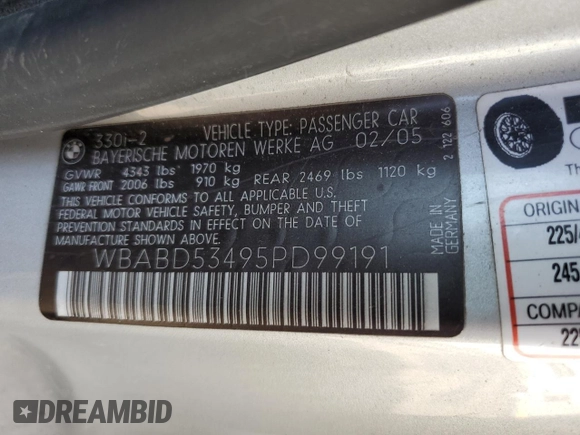 330i-2 VEHICLE TYPE: PASSENGER CAR
BAYERISCHE MOTOREN WERKE AG 02/05
GVWR 4343 lbs 1970 kg
GAWR FRONT 2006 lbs 910 kg REAR 2469 lbs 1120 kg
THIS VEHICLE CONFORMS TO ALL APPLICABLE U.S.
FEDERAL MOTOR VEHICLE SAFETY, BUMPER AND THEFT
PREVENTION STANDARDS IN EFFECT ON THE DATE OF
MANUFACTURE SHOWN ABOVE.
MADE IN
GERMANY
2 122 606
WBABD53495PD99191
ORIGIN
225/4
245
COMPA
22
DREAMBID